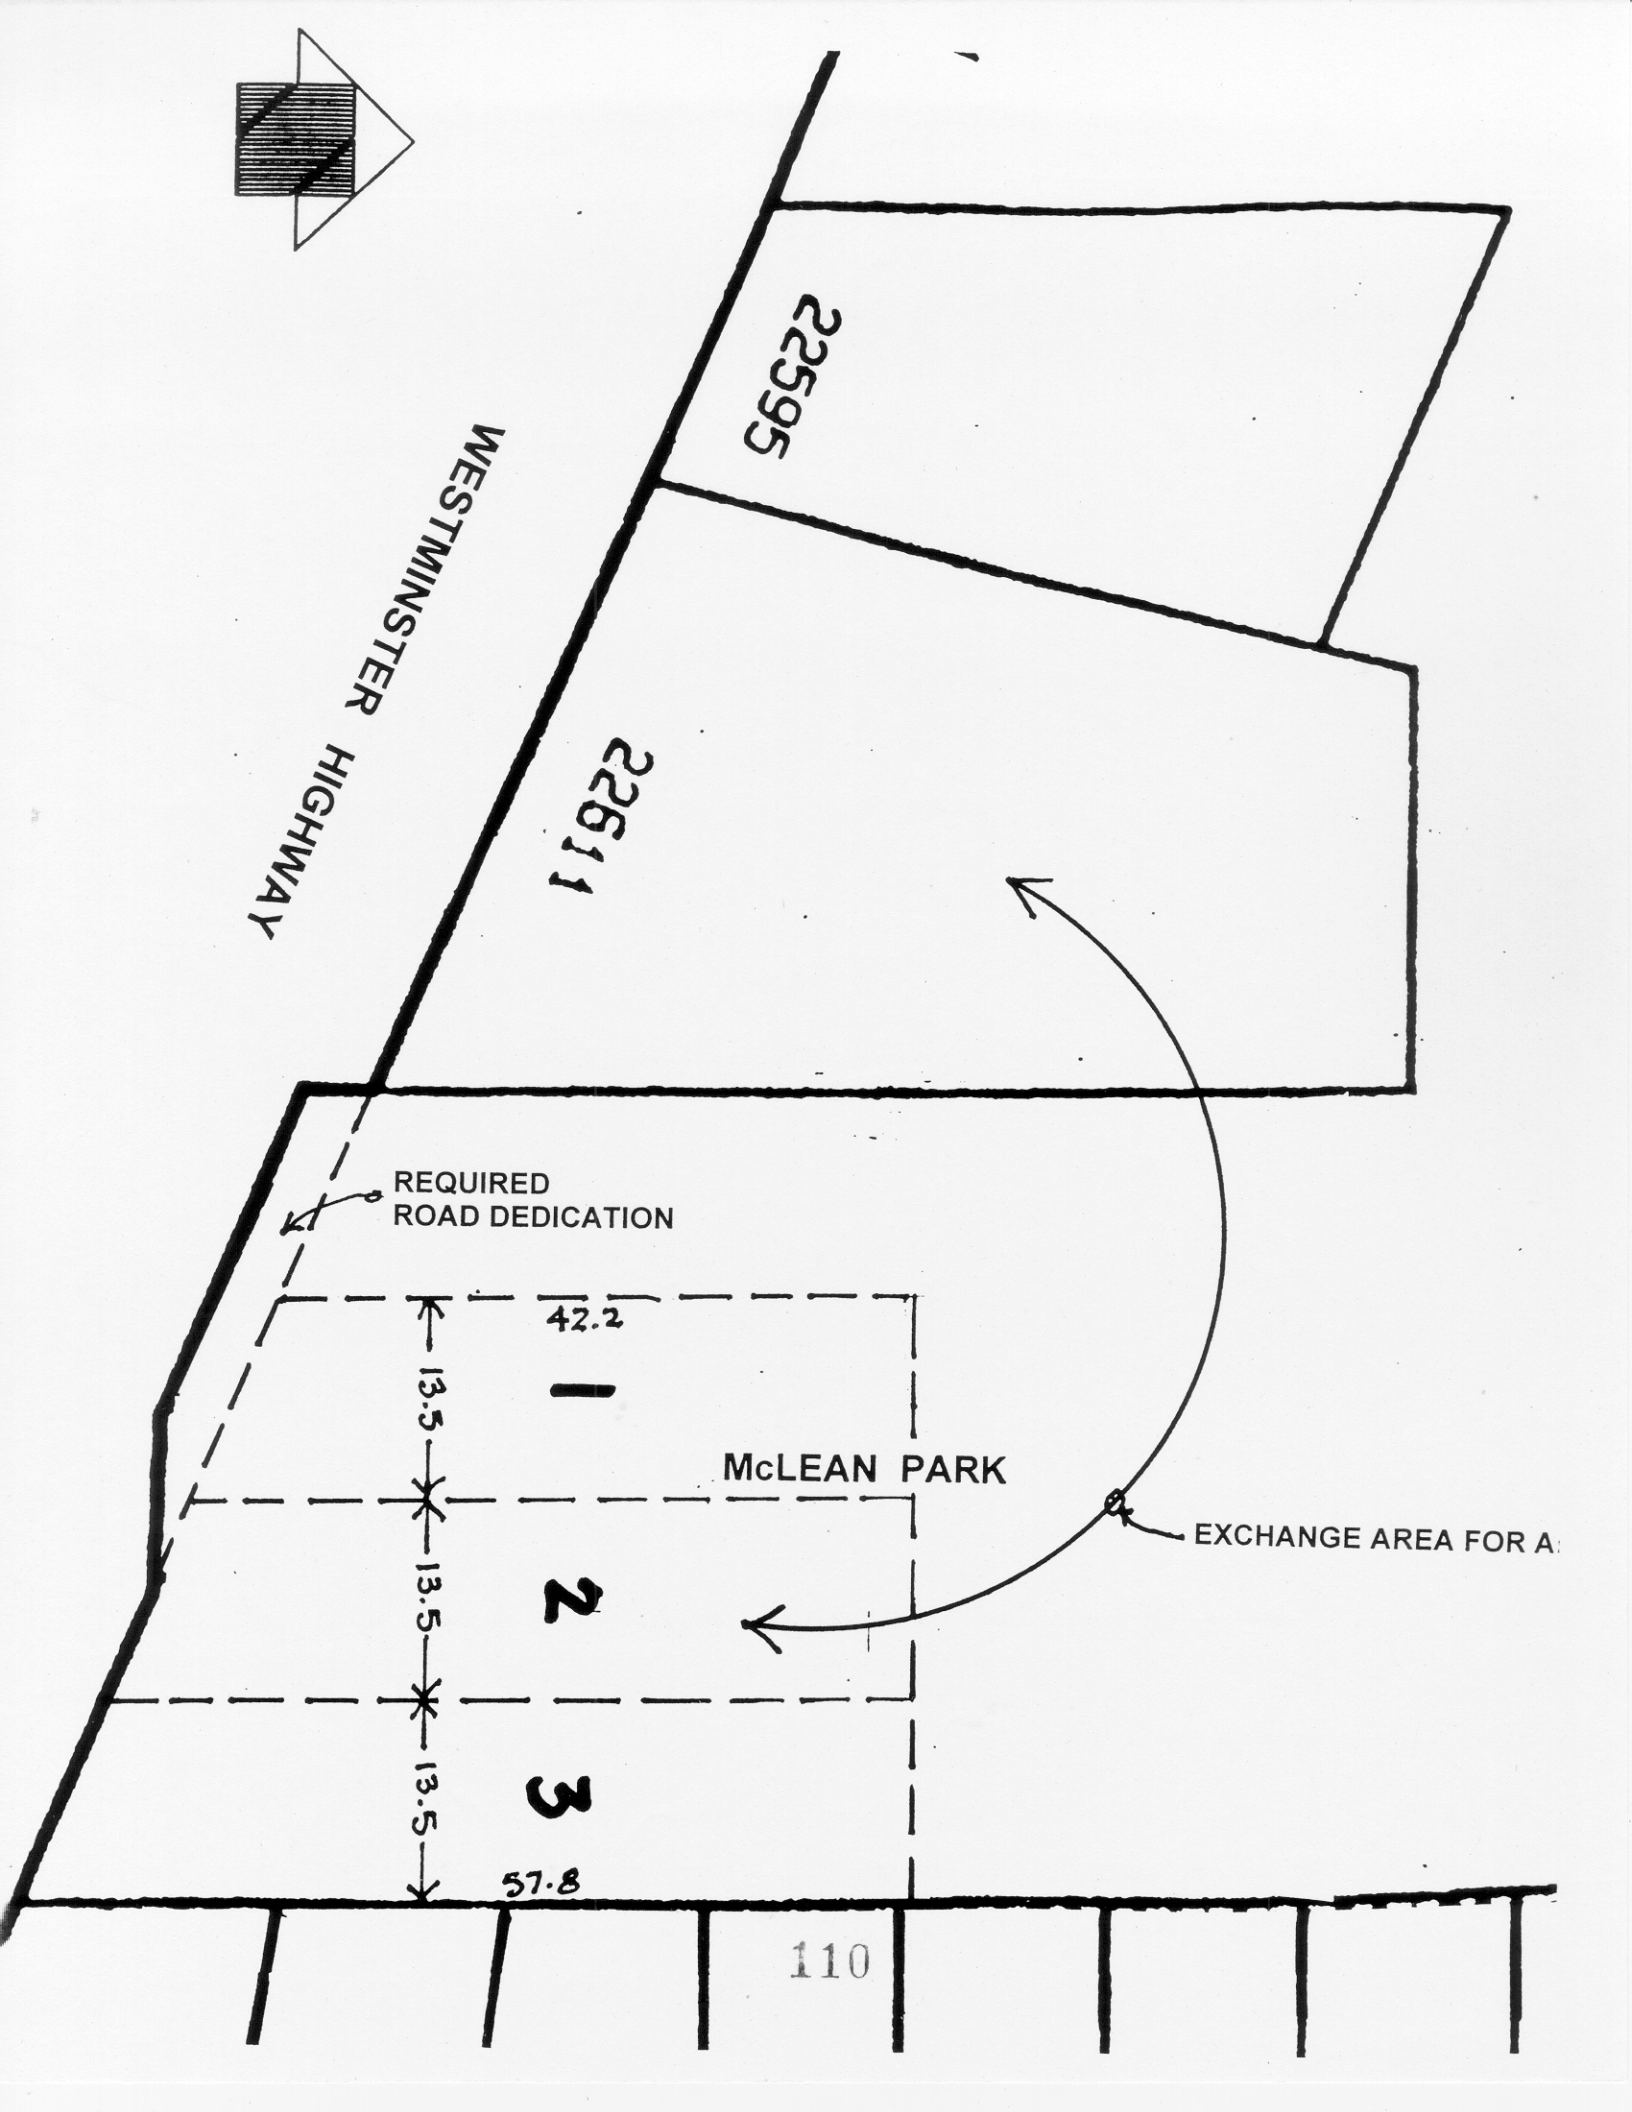 22595
WESTMINSTER HIGHWAY
22611
REQUIRED
ROAD DEDICATION
42.2
13.5
1
McLEAN PARK
EXCHANGE AREA FOR A
13.5
2
13.5
3
57.8
110